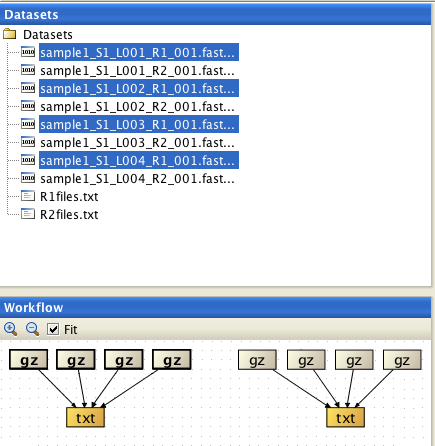 Datasets
Datasets
sample1_S1_L001_R1_001.fast...
sample1_S1_L001_R2_001.fast...
sample1_S1_L002_R1_001.fast...
sample1_S1_L002_R2_001.fast...
sample1_S1_L003_R1_001.fast...
sample1_S1_L003_R2_001.fast...
sample1_S1_L004_R1_001.fast...
sample1_S1_L004_R2_001.fast...
R1files.txt
R2files.txt
Workflow
Fit
gz gz gz gz gz gz gz gz
txt txt